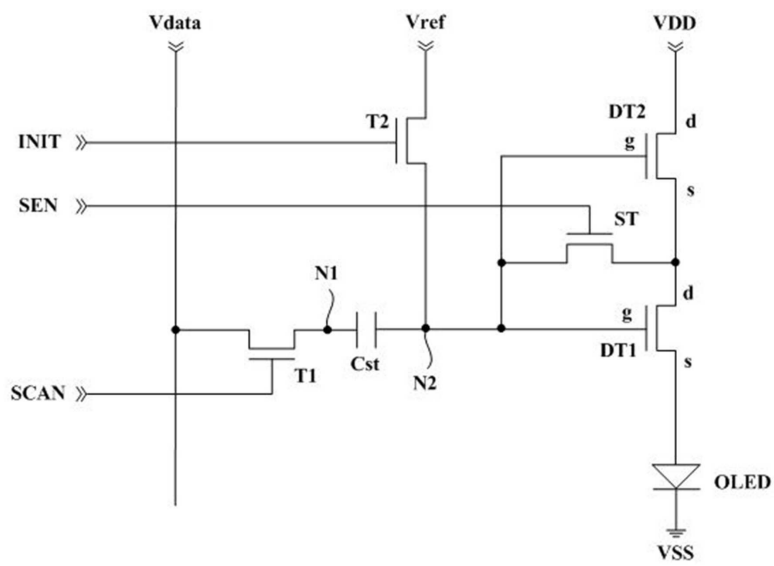 Vdata
Vref
VDD
DT2
d
T2
g
INIT
s
SEN
ST
N1
d
g
Cst
DT1
T1
s
N2
SCAN
OLED
VSS